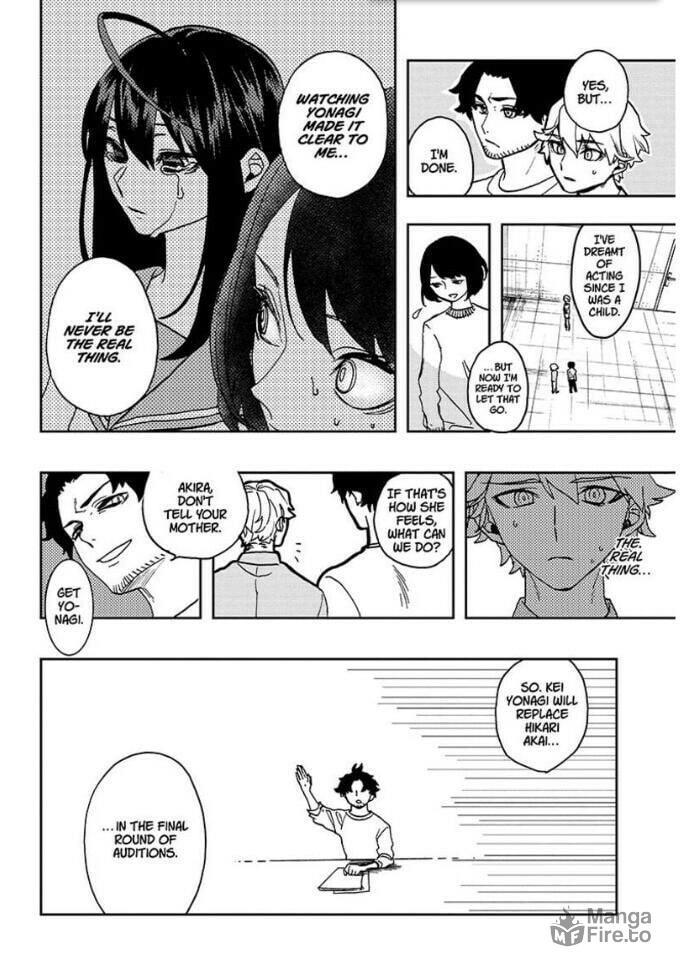 YES,
BUT...
I'M
DONE.
I'VE
DREAMT
OF
ACTING
SINCE
I WAS
A
CHILD.
...BUT
NOW I'M
READY TO
LET THAT
GO.
WATCHING
YONAGI
MADE IT
CLEAR TO
ME...
I'LL
NEVER BE
THE REAL
THING.
THE
REAL
THING...
IF THAT'S
HOW SHE
FEELS,
WHAT CAN
WE DO?
AKIRA,
DON'T
TELL YOUR
MOTHER.
GET
YO-
NAGI.
SO. KEI
YONAGI WILL
REPLACE
HIKARI
AKAI...
...IN THE FINAL
ROUND OF
AUDITIONS.
Manga
MF Fire.to